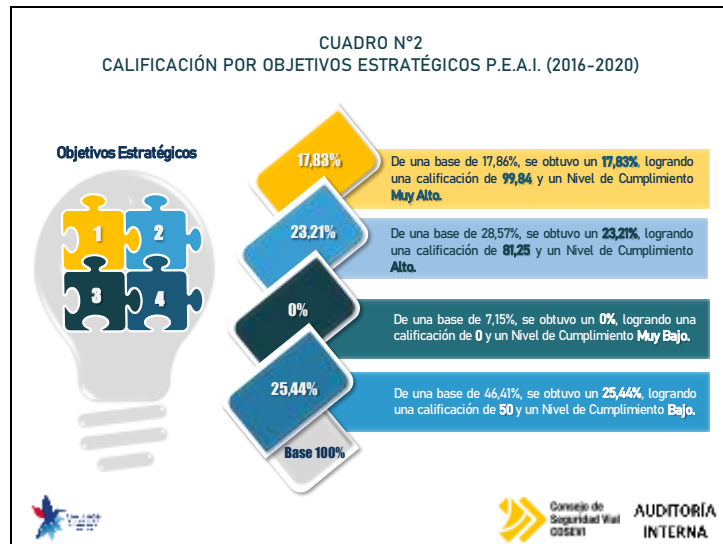 CUADRO N°2
CALIFICACIÓN POR OBJETIVOS ESTRATÉGICOS P.E.A.I. (2016-2020)
Objetivos Estratégicos
1
2
3
4
17,83%
De una base de 17,86%, se obtuvo un 17,83%, logrando
una calificación de 99,84 y un Nivel de Cumplimiento
Muy Alto.
23,21%
De una base de 28,57%, se obtuvo un 23,21%, logrando
una calificación de 81,25 y un Nivel de Cumplimiento
Alto.
0%
De una base de 7,15%, se obtuvo un 0%, logrando una
calificación de 0 y un Nivel de Cumplimiento Muy Bajo.
25,44%
De una base de 46,41%, se obtuvo un 25,44%, logrando
una calificación de 50 y un Nivel de Cumplimiento Bajo.
Base 100%
Consejo de
Seguridad Vial
COSEVI
AUDITORÍA
INTERNA